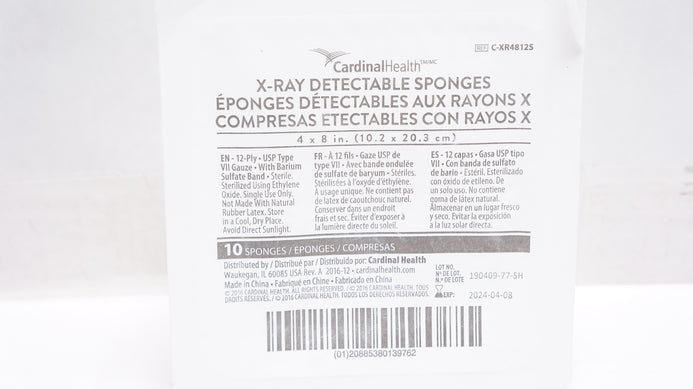 REF C-XR4812S
CardinalHealth™/MC
X-RAY DETECTABLE SPONGES
ÉPONGES DÉTECTABLES AUX RAYONS X
COMPRESAS ETECTABLES CON RAYOS X
4 x 8 in. (10.2 x 20.3 cm)
EN - 12-Ply • USP Type
VII Gauze • With Barium
Sulfate Band • Sterile.
Sterilized Using Ethylene
Oxide. Single Use Only.
Not Made With Natural
Rubber Latex. Store
in a Cool, Dry Place.
Avoid Direct Sunlight.
FR - À 12 fils • Gaze USP de
type VII • Avec bande ondulée
de sulfate de baryum • Stériles.
Stérilisées à l'oxyde d'éthylène.
À usage unique. Ne contient pas
de latex de caoutchouc naturel.
Conserver dans un endroit
frais et sec. Éviter d'exposer à
la lumière directe du soleil.
ES - 12 capas • Gasa USP tipo
VII • Con banda de sulfato
de bario • Estéril. Esterilizado
con óxido de etileno. De
un solo uso. No contiene
goma de látex natural.
Almacenar en un lugar fresco
y seco. Evitar la exposición
a la luz solar directa.
10 SPONGES / ÉPONGES / COMPRESAS
Distributed by / Distribué par / Distribuido por: Cardinal Health
Waukegan, IL 60085 USA Rev. A 2016-12 • cardinalhealth.com
Made in China • Fabriqué en Chine • Fabricado en China
© 2016 CARDINAL HEALTH. ALL RIGHTS RESERVED. / © 2016 CARDINAL HEALTH. TOUS
DROITS RÉSERVÉS. / © 2016 CARDINAL HEALTH. TODOS LOS DERECHOS RESERVADOS.
LOT NO.
Nº DE LOT.
N.º DE LOTE
190409-77-SH
EXP: 2024-04-08
(01)20885380139762